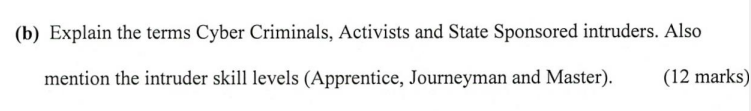 (b) Explain the terms Cyber Criminals, Activists and State Sponsored intruders. Also
mention the intruder skill levels (Apprentice, Journeyman and Master). (12 marks)